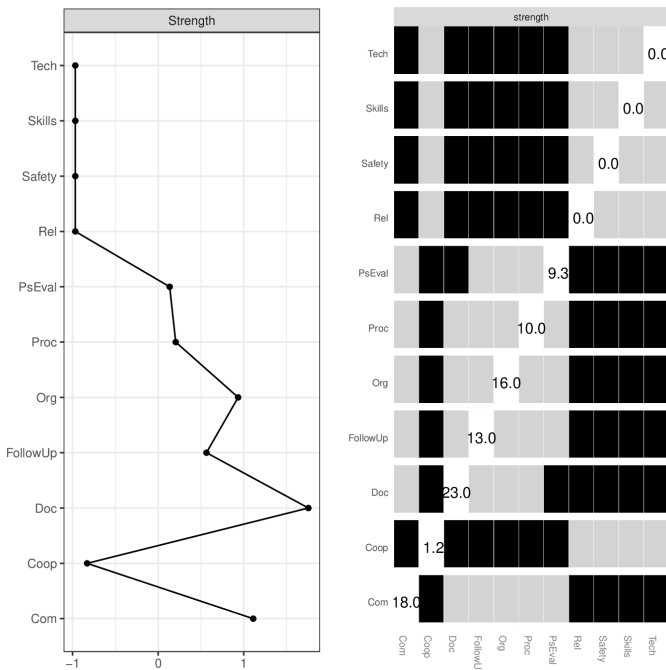 Strength
Tech
Skills
Safety
Rel
PsEval
Proc
Org
FollowUp
Doc
Coop
Com
−1
0
1
strength
Tech
0.0
Skills
0.0
Safety
0.0
Rel
0.0
PsEval
9.3
Proc
10.0
Org
16.0
FollowUp
13.0
Doc
23.0
Coop
1.2
Com
18.0
Com
Coop
Doc
FollowU
Org
Proc
PsEval
Rel
Safety
Skills
Tech